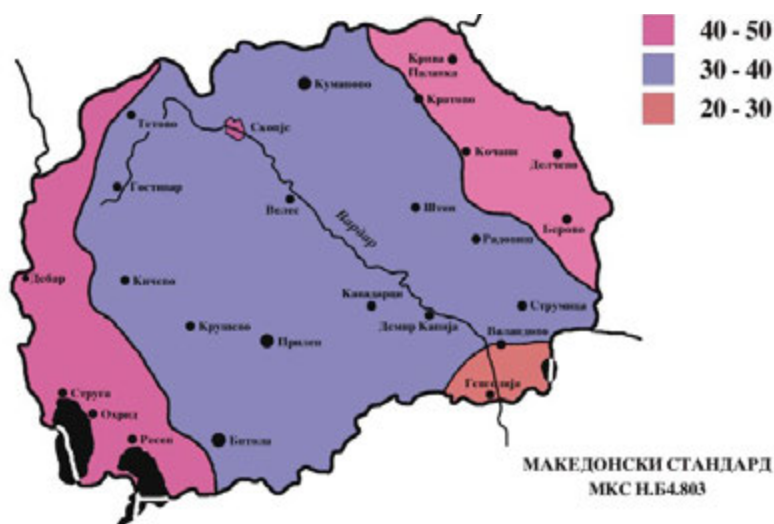 40 - 50
30 - 40
20 - 30
Крива
Паланка
Куманово
Кратово
Тетово
Скопје
Кочани
Делчево
Гостивар
Велес
Штип
Вардар
Берово
Радовиш
Дебар
Кичево
Кавадарци
Струмица
Демир Капија
Крушево
Прилеп
Валандово
Гевгелија
Струга
Охрид
Ресен
Битола
МАКЕДОНСКИ СТАНДАРД
МКС Н.Б4.803